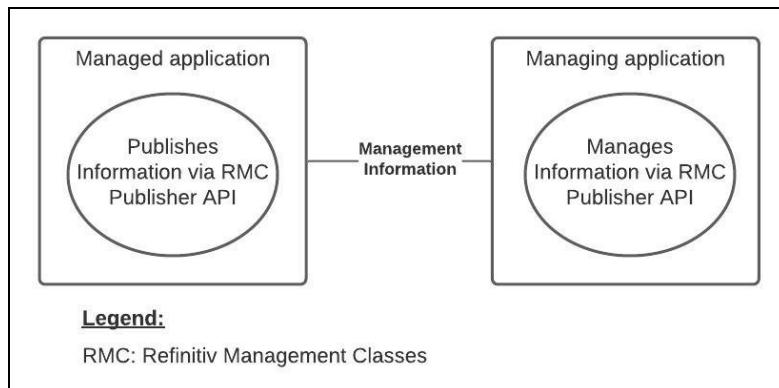 Managed application
Publishes
Information via RMC
Publisher API
Management
Information
Managing application
Manages
Information via RMC
Publisher API
Legend:
RMC: Refinitiv Management Classes